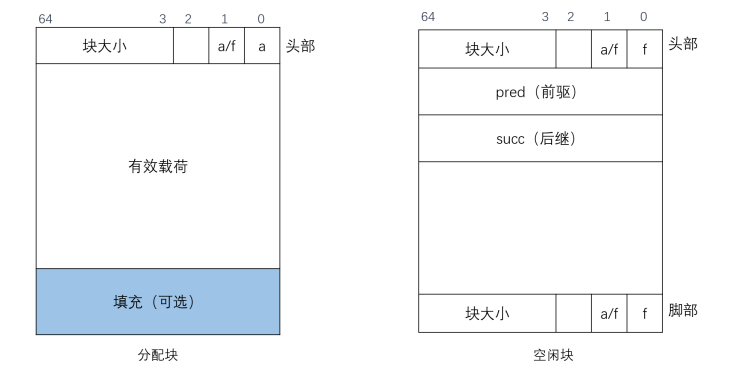 64 3 2 1 0
块大小 a/f a 头部
有效载荷
填充（可选）
分配块
64 3 2 1 0
块大小 a/f f 头部
pred（前驱）
succ（后继）
块大小 a/f f 脚部
空闲块